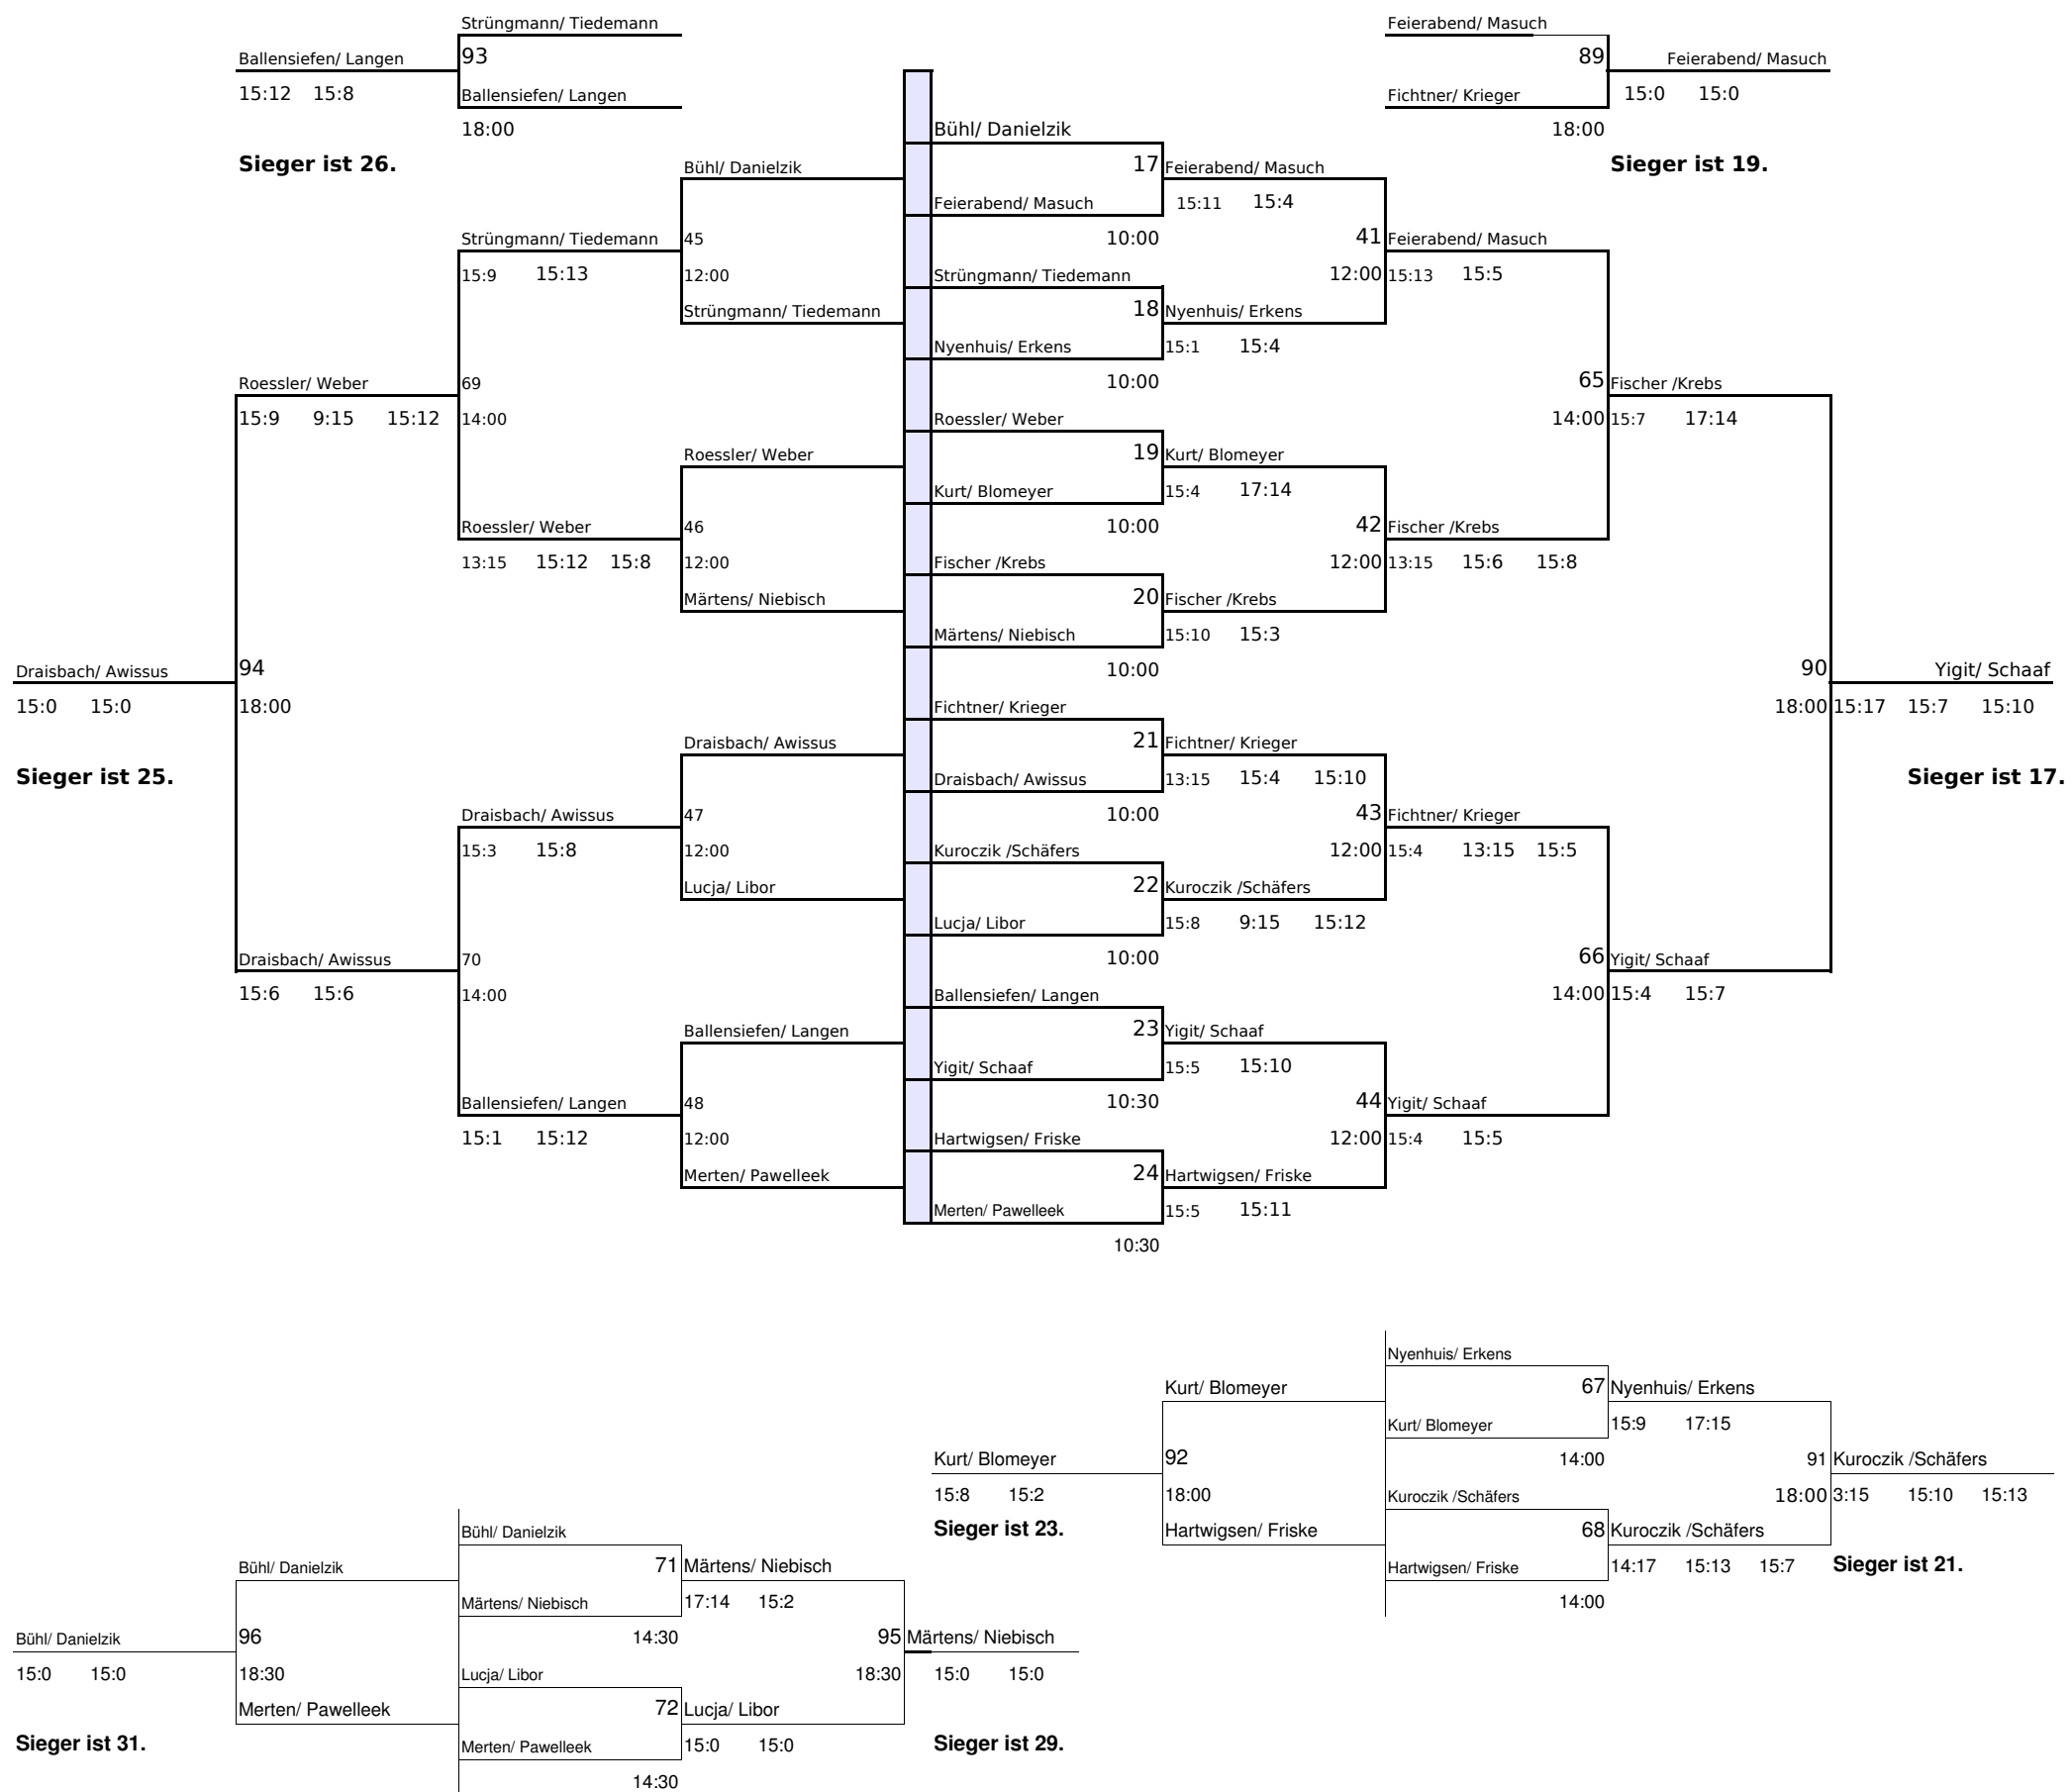 Strüngmann/ Tiedemann
Feierabend/ Masuch
Ballensiefen/ Langen 93
89 Feierabend/ Masuch
15:12 15:8 Ballensiefen/ Langen
Fichtner/ Krieger 15:0 15:0
18:00
Bühl/ Danielzik
18:00
Sieger ist 26.
Bühl/ Danielzik
17 Feierabend/ Masuch
Sieger ist 19.
Feierabend/ Masuch 15:11 15:4
Strüngmann/ Tiedemann 45
10:00
41 Feierabend/ Masuch
15:9 15:13 12:00
Strüngmann/ Tiedemann
12:00 15:13 15:5
Strüngmann/ Tiedemann
18 Nyenhuis/ Erkens
Nyenhuis/ Erkens 15:1 15:4
Roessler/ Weber 69
10:00
65 Fischer /Krebs
15:9 9:15 15:12 14:00
Roessler/ Weber
14:00 15:7 17:14
Roessler/ Weber
19 Kurt/ Blomeyer
Kurt/ Blomeyer 15:4 17:14
Roessler/ Weber 46
10:00
42 Fischer /Krebs
13:15 15:12 15:8 12:00
Fischer /Krebs
12:00 13:15 15:6 15:8
Märtens/ Niebisch
20 Fischer /Krebs
Märtens/ Niebisch 15:10 15:3
Draisbach/ Awissus 94
10:00
90 Yigit/ Schaaf
15:0 15:0 18:00
Fichtner/ Krieger
18:00 15:17 15:7 15:10
Draisbach/ Awissus
21 Fichtner/ Krieger
Sieger ist 25.
Draisbach/ Awissus 13:15 15:4 15:10
Sieger ist 17.
Draisbach/ Awissus 47
10:00
43 Fichtner/ Krieger
15:3 15:8 12:00
Kuroczik /Schäfers
12:00 15:4 13:15 15:5
Lucja/ Libor
22 Kuroczik /Schäfers
Lucja/ Libor 15:8 9:15 15:12
Draisbach/ Awissus 70
10:00
66 Yigit/ Schaaf
15:6 15:6 14:00
Ballensiefen/ Langen
14:00 15:4 15:7
Ballensiefen/ Langen
23 Yigit/ Schaaf
Yigit/ Schaaf 15:5 15:10
Ballensiefen/ Langen 48
10:30
44 Yigit/ Schaaf
15:1 15:12 12:00
Hartwigsen/ Friske
12:00 15:4 15:5
Merten/ Pawelleek
24 Hartwigsen/ Friske
Merten/ Pawelleek 15:5 15:11
10:30
Nyenhuis/ Erkens
Kurt/ Blomeyer
67 Nyenhuis/ Erkens
Kurt/ Blomeyer 15:9 17:15
Kurt/ Blomeyer 92
14:00
91 Kuroczik /Schäfers
15:8 15:2 18:00
Kuroczik /Schäfers
18:00 3:15 15:10 15:13
Sieger ist 23.
Hartwigsen/ Friske
68 Kuroczik /Schäfers
Hartwigsen/ Friske 14:17 15:13 15:7
Sieger ist 21.
14:00
Bühl/ Danielzik
Bühl/ Danielzik
71 Märtens/ Niebisch
Märtens/ Niebisch 17:14 15:2
Bühl/ Danielzik 96
14:30
95 Märtens/ Niebisch
15:0 15:0 18:30
Lucja/ Libor
18:30 15:0 15:0
Merten/ Pawelleek
72 Lucja/ Libor
Sieger ist 31.
Merten/ Pawelleek 15:0 15:0
Sieger ist 29.
14:30